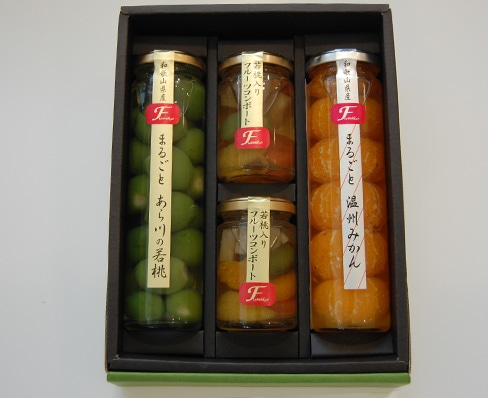 和歌山県産
まるごと あら川の若桃
若桃入り
フルーツコンポート
若桃入り
フルーツコンポート
和歌山県産
まるごと 温州みかん